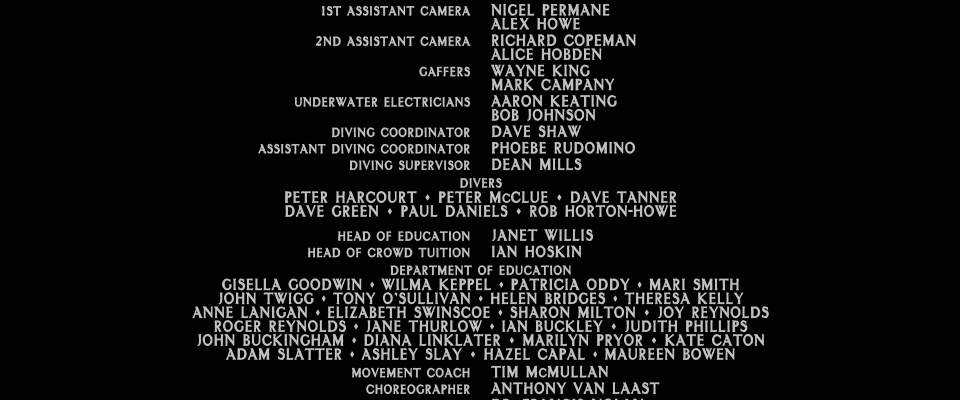 1ST ASSISTANT CAMERA NIGEL PERMANE
ALEX HOWE
2ND ASSISTANT CAMERA RICHARD COPEMAN
ALICE HOBDEN
GAFFERS WAYNE KING
MARK CAMPANY
UNDERWATER ELECTRICIANS AARON KEATING
BOB JOHNSON
DIVING COORDINATOR DAVE SHAW
ASSISTANT DIVING COORDINATOR PHOEBE RUDOMINO
DIVING SUPERVISOR DEAN MILLS
DIVERS
PETER HARCOURT • PETER McCLUE • DAVE TANNER
DAVE GREEN • PAUL DANIELS • ROB HORTON-HOWE
HEAD OF EDUCATION JANET WILLIS
HEAD OF CROWD TUITION IAN HOSKIN
DEPARTMENT OF EDUCATION
GISELLA GOODWIN • WILMA KEPPEL • PATRICIA ODDY • MARI SMITH
JOHN TWIGG • TONY O'SULLIVAN • HELEN BRIDGES • THERESA KELLY
ANNE LANIGAN • ELIZABETH SWINSCOE • SHARON MILTON • JOY REYNOLDS
ROGER REYNOLDS • JANE THURLOW • IAN BUCKLEY • JUDITH PHILLIPS
JOHN BUCKINGHAM • DIANA LINKLATER • MARILYN PRYOR • KATE CATON
ADAM SLATTER • ASHLEY SLAY • HAZEL CAPAL • MAUREEN BOWEN
MOVEMENT COACH TIM McMULLAN
CHOREOGRAPHER ANTHONY VAN LAAST